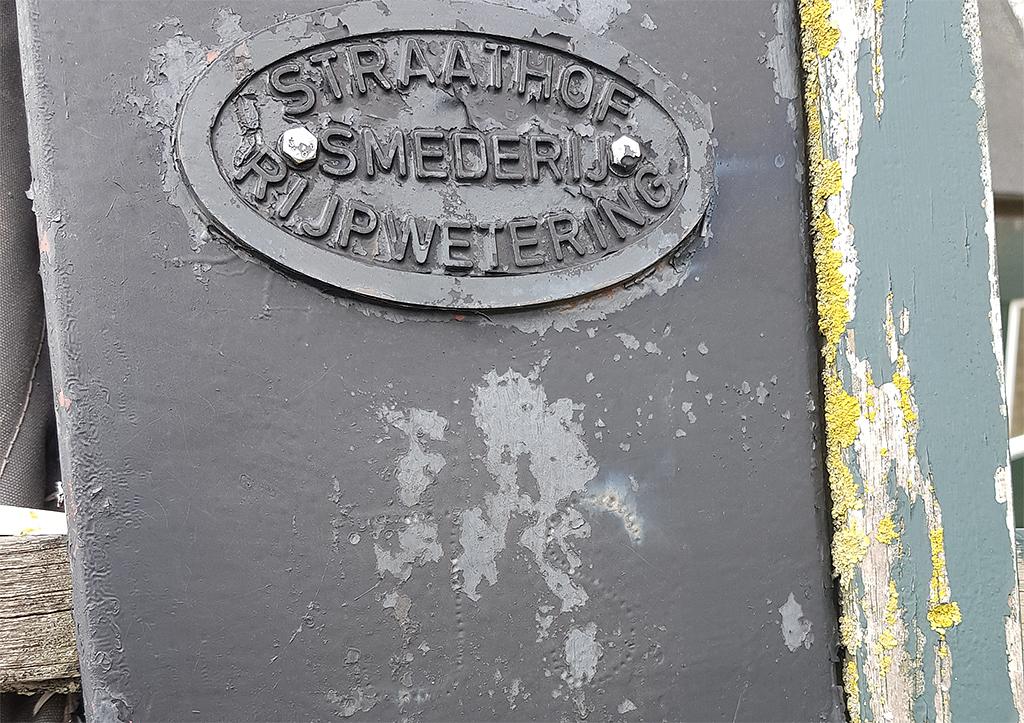 STRAATHOF
SMEDERIJ
RIJPWETERING